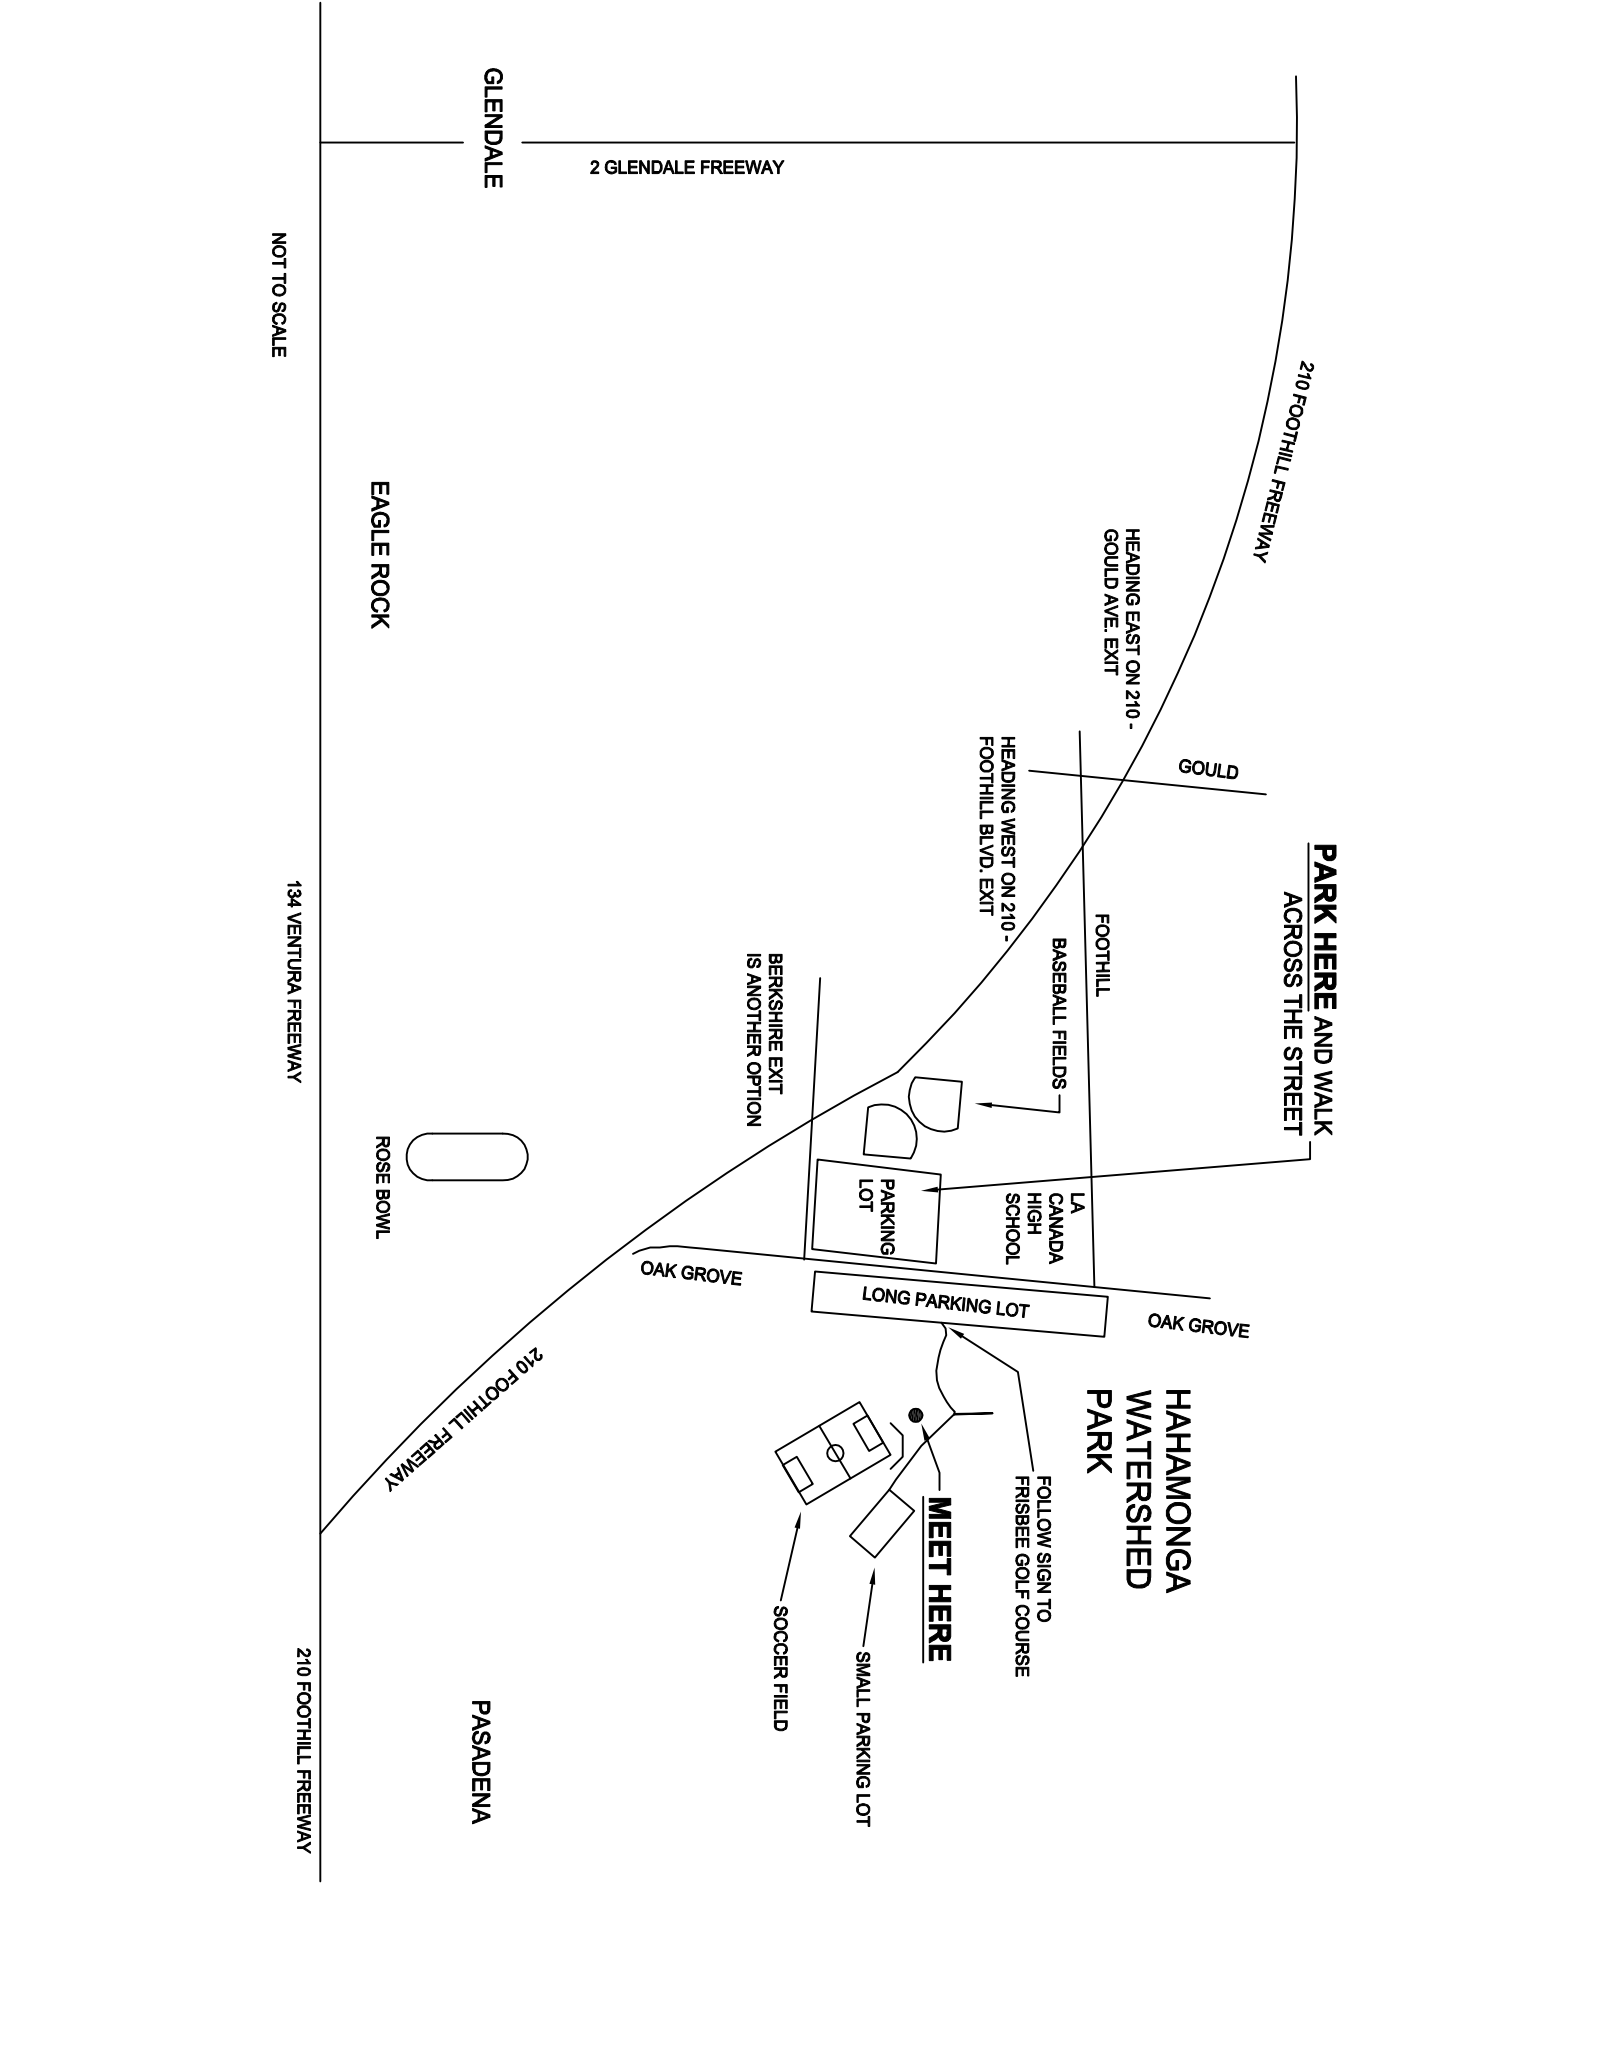 PARK HERE AND WALK
ACROSS THE STREET
210 FOOTHILL FREEWAY
GOULD
HEADING EAST ON 210 -
GOULD AVE. EXIT
HAHAMONGA
WATERSHED
PARK
FOOTHILL
OAK GROVE
BASEBALL FIELDS
LA
CANADA
HIGH
SCHOOL
FOLLOW SIGN TO
FRISBEE GOLF COURSE
HEADING WEST ON 210 -
FOOTHILL BLVD. EXIT
LONG PARKING LOT
MEET HERE
PARKING
LOT
SMALL PARKING LOT
BERKSHIRE EXIT
IS ANOTHER OPTION
SOCCER FIELD
2 GLENDALE FREEWAY
OAK GROVE
GLENDALE
210 FOOTHILL FREEWAY
PASADENA
EAGLE ROCK
ROSE BOWL
134 VENTURA FREEWAY
210 FOOTHILL FREEWAY
NOT TO SCALE